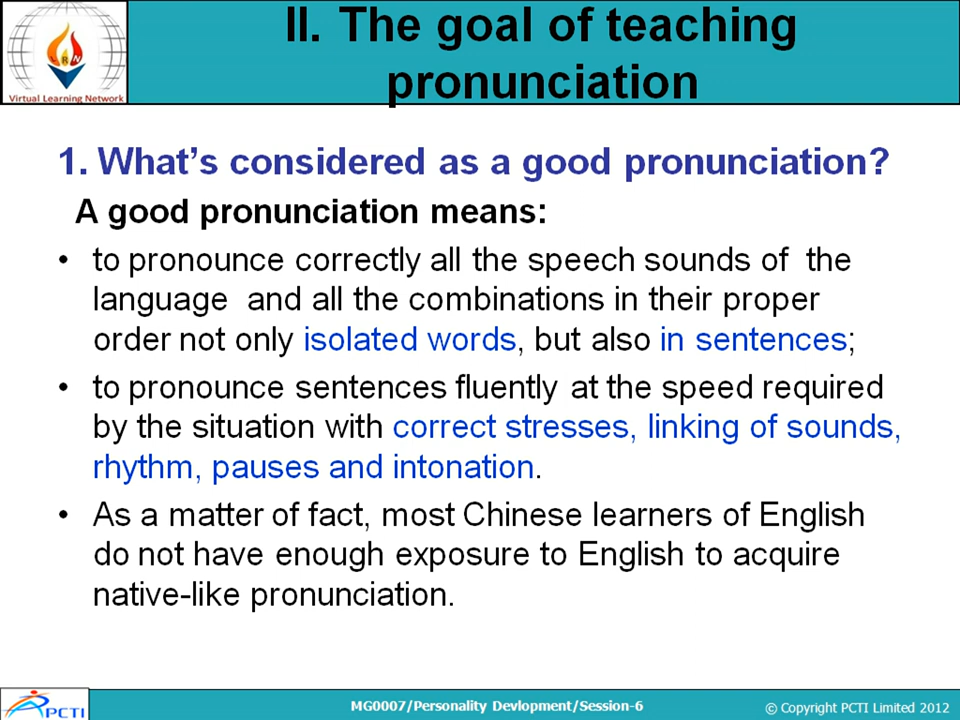 II. The goal of teaching
pronunciation
RN
Virtual Learning Network
1. What's considered as a good pronunciation?
A good pronunciation means:
• to pronounce correctly all the speech sounds of the
language and all the combinations in their proper
order not only isolated words, but also in sentences;
• to pronounce sentences fluently at the speed required
by the situation with correct stresses, linking of sounds,
rhythm, pauses and intonation.
• As a matter of fact, most Chinese learners of English
do not have enough exposure to English to acquire
native-like pronunciation.
PCTI
MG0007/Personality Devlopment/Session-6
© Copyright PCTI Limited 2012